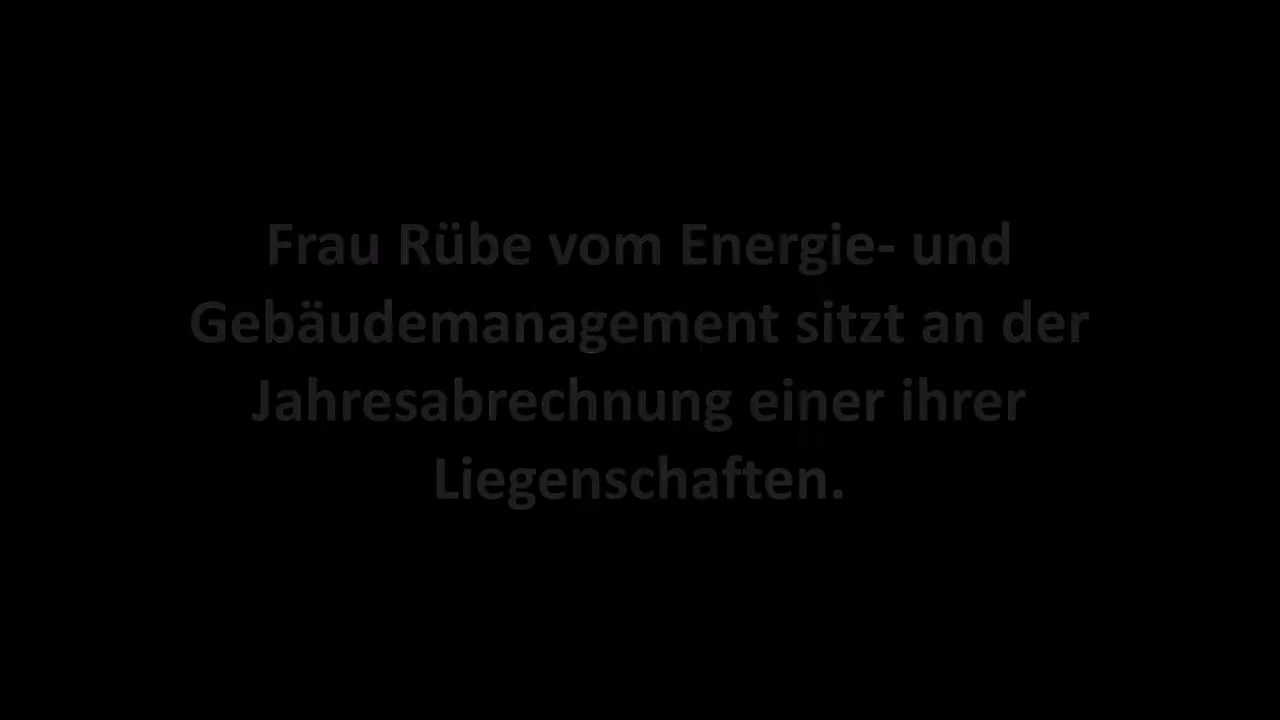 Frau Rübe vom Energie- und
Gebäudemanagement sitzt an der
Jahresabrechnung einer ihrer
Liegenschaften.